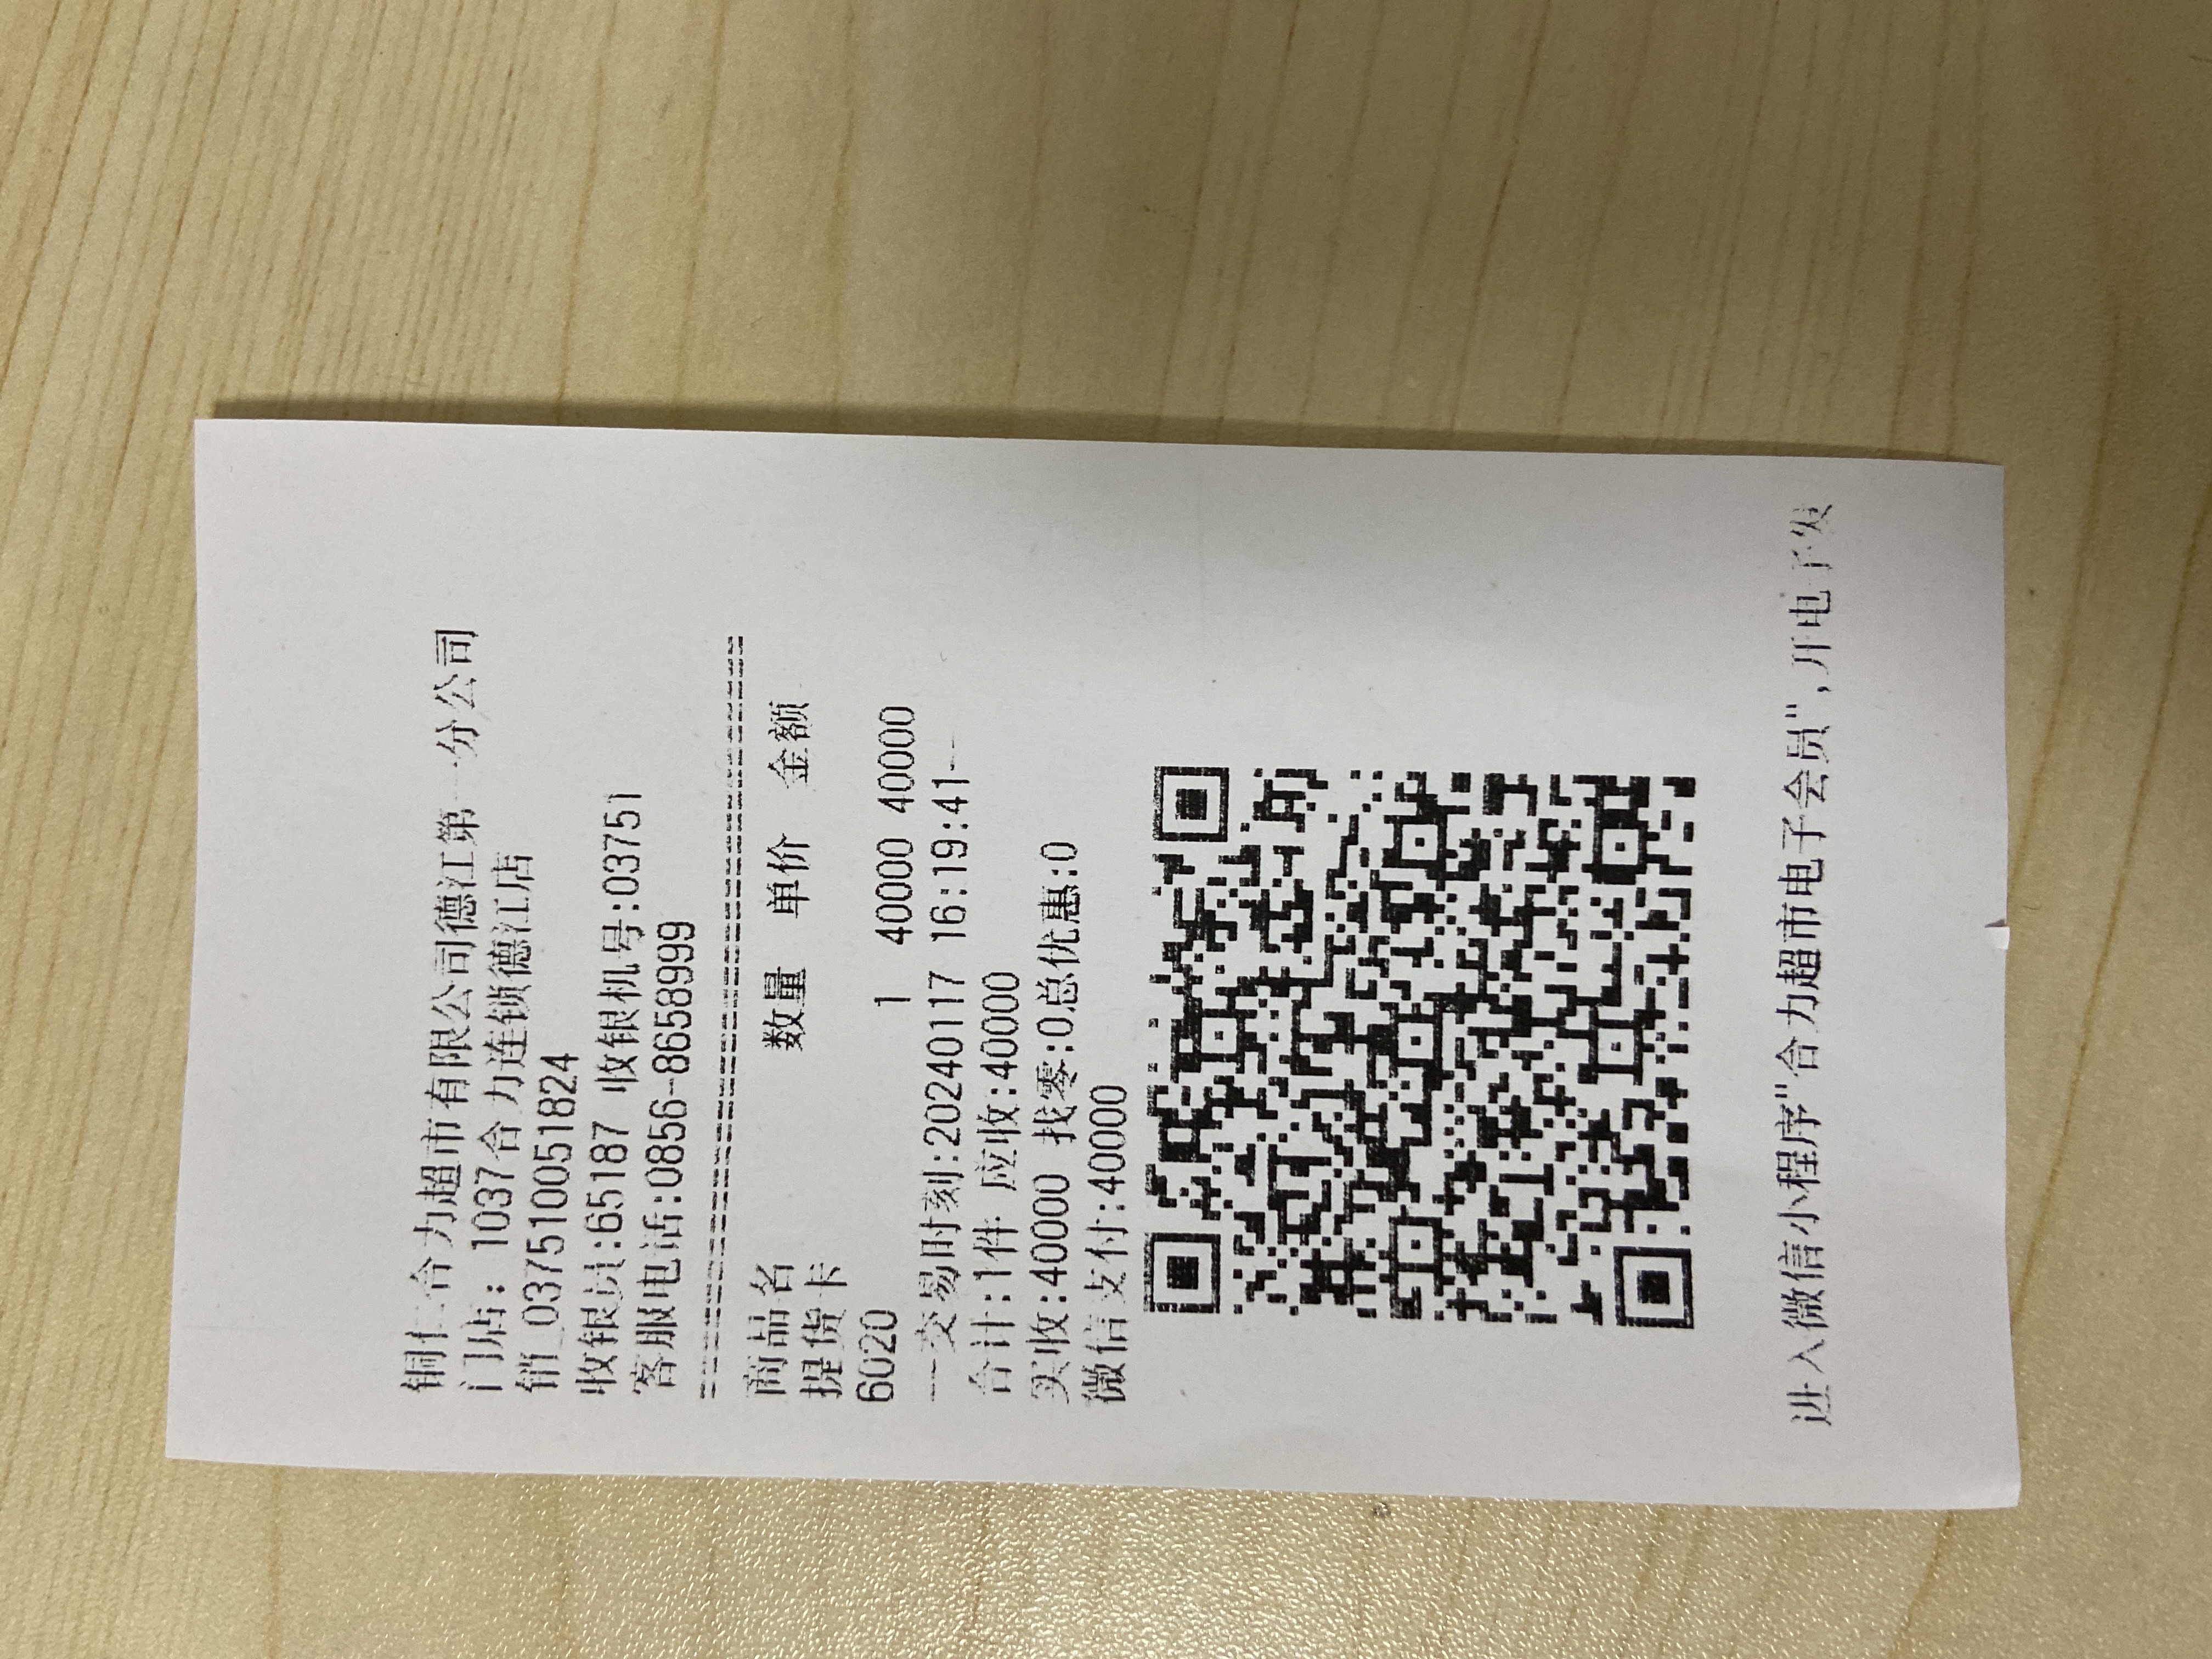 铜仁合力超市有限公司德江第一分公司
门店: 1037合力连锁德江店
销_037510051824
收银员:65187 收银机号:03751
客服电话:0856-8658999
商品名 数量 单价 金额
提货卡
6020 1 40000 40000
---交易时刻:20240117 16:19:41---
合计:1件 应收:40000
实收:40000 找零:0总优惠:0
微信支付:40000
进入微信小程序"合力超市电子会员",开电子发